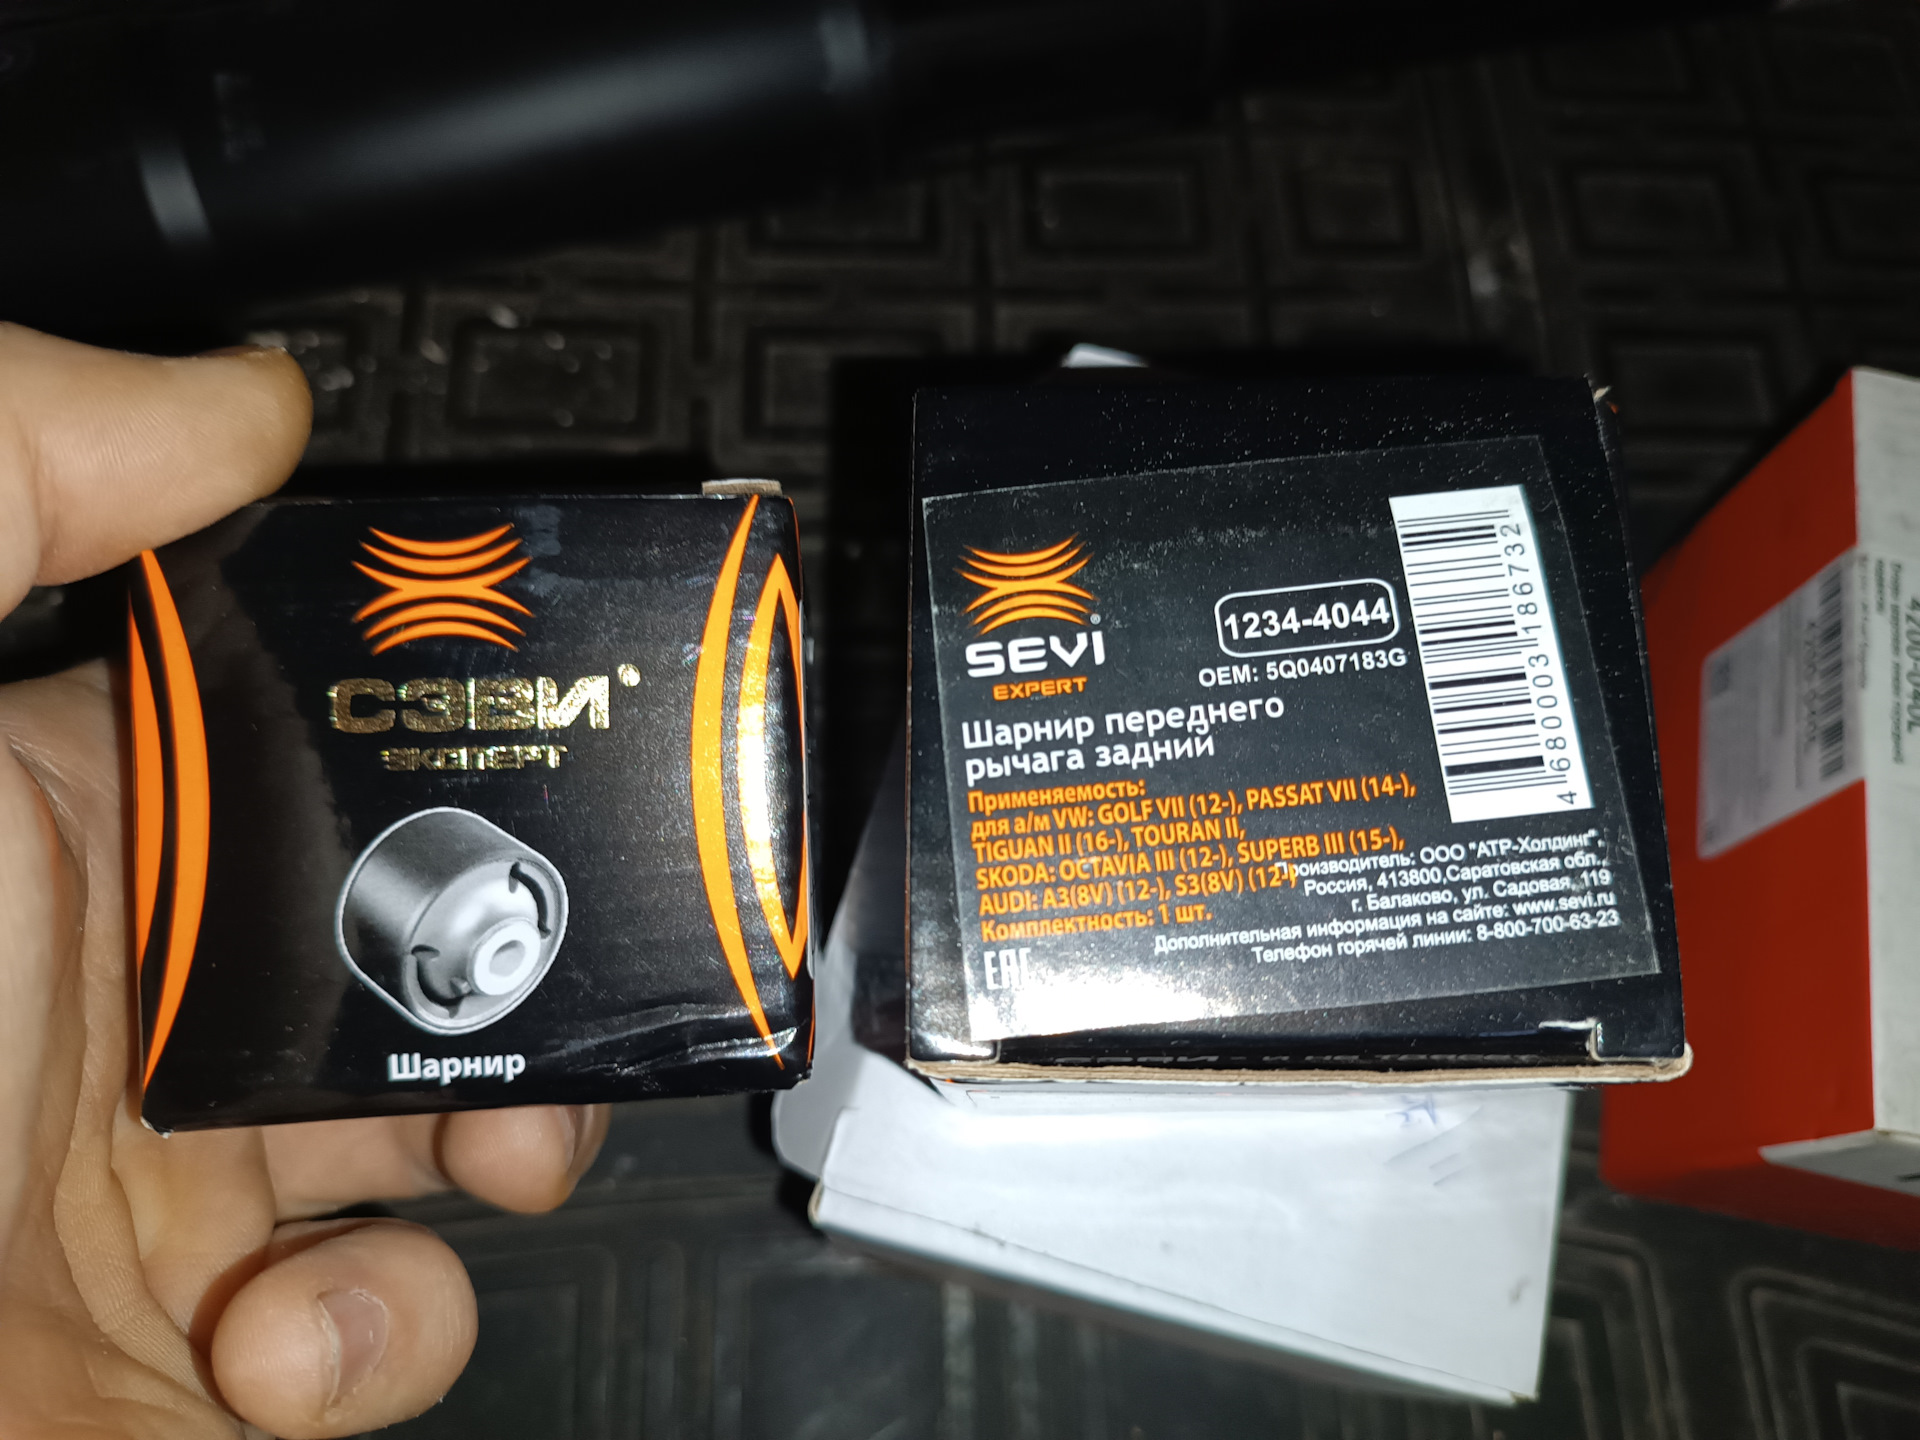 СЭВИ
ЭКСПЕРТ
Шарнир
SEVI®
EXPERT
1234-4044
OEM: 5Q0407183G
Шарнир переднего
рычага задний
Применяемость:
для а/м VW: GOLF VII (12-), PASSAT VII (14-),
TIGUAN II (16-), TOURAN II,
SKODA: OCTAVIA III (12-), SUPERB III (15-),
AUDI: A3(8V) (12-), S3(8V) (12-)
Комплектность: 1 шт.
Производитель: ООО "АТР-Холдинг",
Россия, 413800,Саратовская обл.,
г. Балаково, ул. Садовая, 119
Дополнительная информация на сайте: www.sevi.ru
Телефон горячей линии: 8-800-700-63-23
EAC
4680003186732